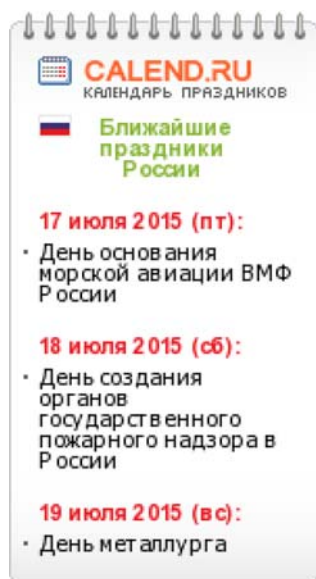 CALEND.RU
КАЛЕНДАРЬ ПРАЗДНИКОВ
Ближайшие
праздники
России
17 июля 2015 (пт):
· День основания
морской авиации ВМФ
России
18 июля 2015 (сб):
· День создания
органов
государственного
пожарного надзора в
России
19 июля 2015 (вс):
· День металлурга